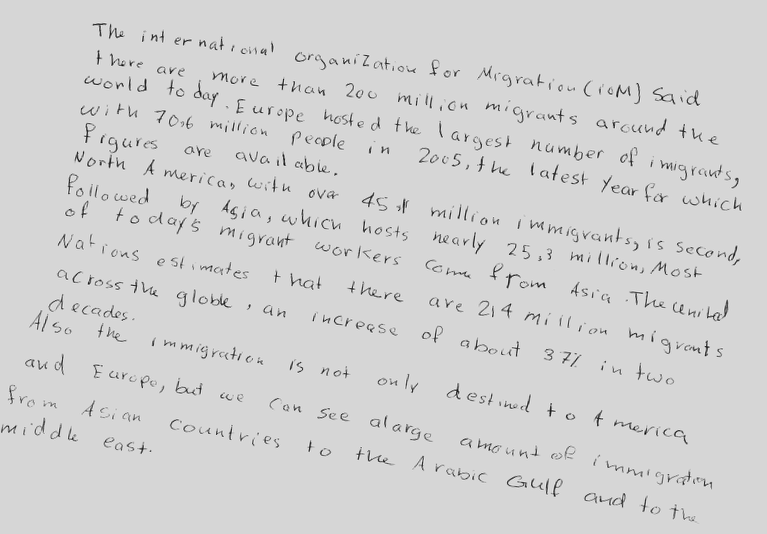 The international organization for Migration (ioM) said
there are more than 200 million migrants around the
world today. Europe hosted the largest number of imigrants,
with 70.6 million people in 2005, the latest year for which
figures are available.
North America, with over 45.1 million immigrants, is second,
followed by Asia, which hosts nearly 25,3 million, Most
of today's migrant workers come from Asia. The united
Nations estimates that there are 214 million migrants
across the globle, an increase of about 37% in two
decades.
Also the immigration is not only destined to America
and Europe, but we can see alarge amount of immigration
from Asian countries to the Arabic Gulf and to the
middle east.